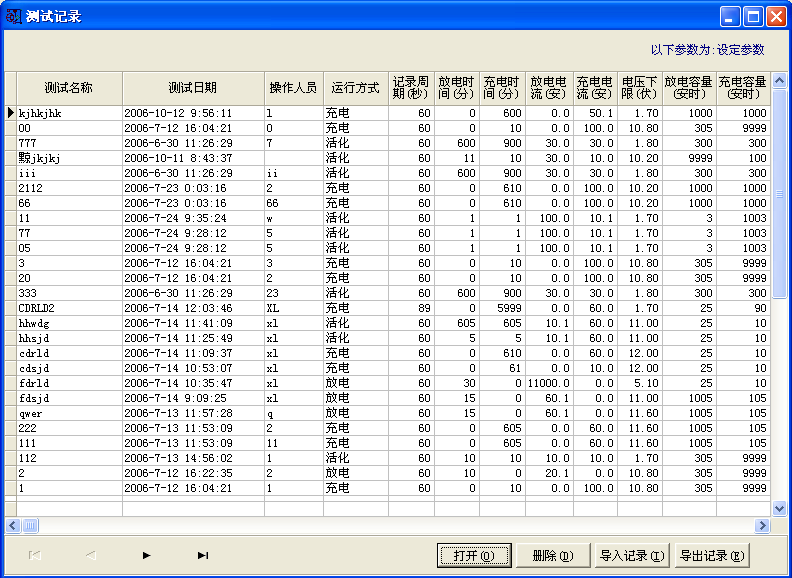 测试记录
以下参数为:设定参数
测试名称 测试日期 操作人员 运行方式 记录周期(秒) 放电时间(分) 充电时间(分) 放电电流(安) 充电电流(安) 电压下限(伏) 放电容量(安时) 充电容量(安时)
kjhkjhk 2006-10-12 9:56:11 l 充电 60 0 600 0.0 50.1 1.70 1000 1000
00 2006-7-12 16:04:21 0 充电 60 0 10 0.0 100.0 10.80 305 9999
777 2006-6-30 11:26:29 7 活化 60 600 900 30.0 30.0 1.80 300 300
黥jkjkj 2006-10-11 8:43:37 活化 60 11 10 30.0 10.0 10.20 9999 100
iii 2006-6-30 11:26:29 ii 活化 60 600 900 30.0 30.0 1.80 300 300
2112 2006-7-23 0:03:16 2 充电 60 0 610 0.0 100.0 10.20 1000 1000
66 2006-7-23 0:03:16 66 充电 60 0 610 0.0 100.0 10.20 1000 1000
11 2006-7-24 9:35:24 w 活化 60 1 1 100.0 10.1 1.70 3 1003
77 2006-7-24 9:28:12 5 活化 60 1 1 100.0 10.1 1.70 3 1003
05 2006-7-24 9:28:12 5 活化 60 1 1 100.0 10.1 1.70 3 1003
3 2006-7-12 16:04:21 3 充电 60 0 10 0.0 100.0 10.80 305 9999
20 2006-7-12 16:04:21 2 充电 60 0 10 0.0 100.0 10.80 305 9999
333 2006-6-30 11:26:29 23 活化 60 600 900 30.0 30.0 1.80 300 300
CDRLD2 2006-7-14 12:03:46 XL 充电 89 0 5999 0.0 60.0 1.70 25 90
hhwdg 2006-7-14 11:41:09 xl 活化 60 605 605 10.1 60.0 11.00 25 10
hhsjd 2006-7-14 11:25:49 xl 活化 60 5 5 10.1 60.0 11.00 25 10
cdrld 2006-7-14 11:09:37 xl 充电 60 0 610 0.0 60.0 12.00 25 10
cdsjd 2006-7-14 10:53:07 xl 充电 60 0 61 0.0 10.0 12.00 25 10
fdrld 2006-7-14 10:35:47 xl 放电 60 30 0 11000.0 0.0 5.10 25 10
fdsjd 2006-7-14 9:09:25 xl 放电 60 15 0 60.1 0.0 11.00 1005 105
qwer 2006-7-13 11:57:28 q 放电 60 15 0 60.1 0.0 11.60 1005 105
222 2006-7-13 11:53:09 2 充电 60 0 605 0.0 60.0 11.60 1005 105
111 2006-7-13 11:53:09 11 充电 60 0 605 0.0 60.0 11.60 1005 105
112 2006-7-13 14:56:02 1 活化 60 10 10 10.0 10.0 1.70 305 9999
2 2006-7-12 16:22:35 2 放电 60 10 0 20.1 0.0 10.80 305 9999
1 2006-7-12 16:04:21 1 充电 60 0 10 0.0 100.0 10.80 305 9999
打开(O) 删除(D) 导入记录(I) 导出记录(E)